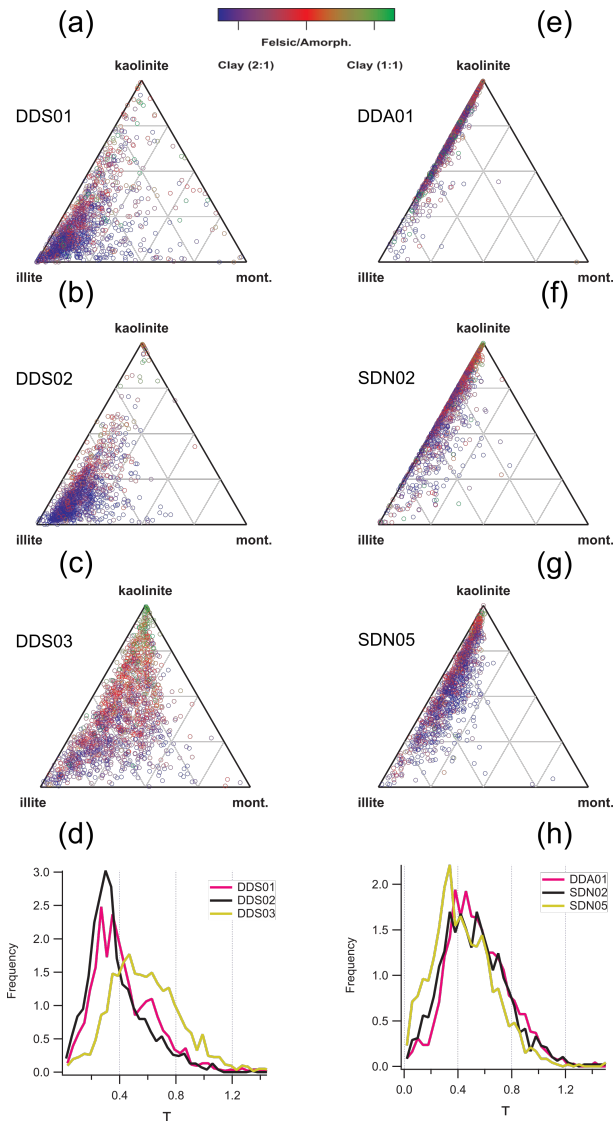 (a)
(e)
Felsic/Amorph.
Clay (2:1)
Clay (1:1)
kaolinite
DDS01
illite
mont.
kaolinite
DDA01
illite
mont.
(b)
(f)
kaolinite
DDS02
illite
mont.
kaolinite
SDN02
illite
mont.
(c)
(g)
kaolinite
DDS03
illite
mont.
kaolinite
SDN05
illite
mont.
(d)
(h)
3.0
2.5
2.0
1.5
1.0
0.5
0.0
Frequency
DDS01
DDS02
DDS03
0.4
0.8
1.2
T
2.0
1.5
1.0
0.5
0.0
Frequency
DDA01
SDN02
SDN05
0.0
0.4
0.8
1.2
T